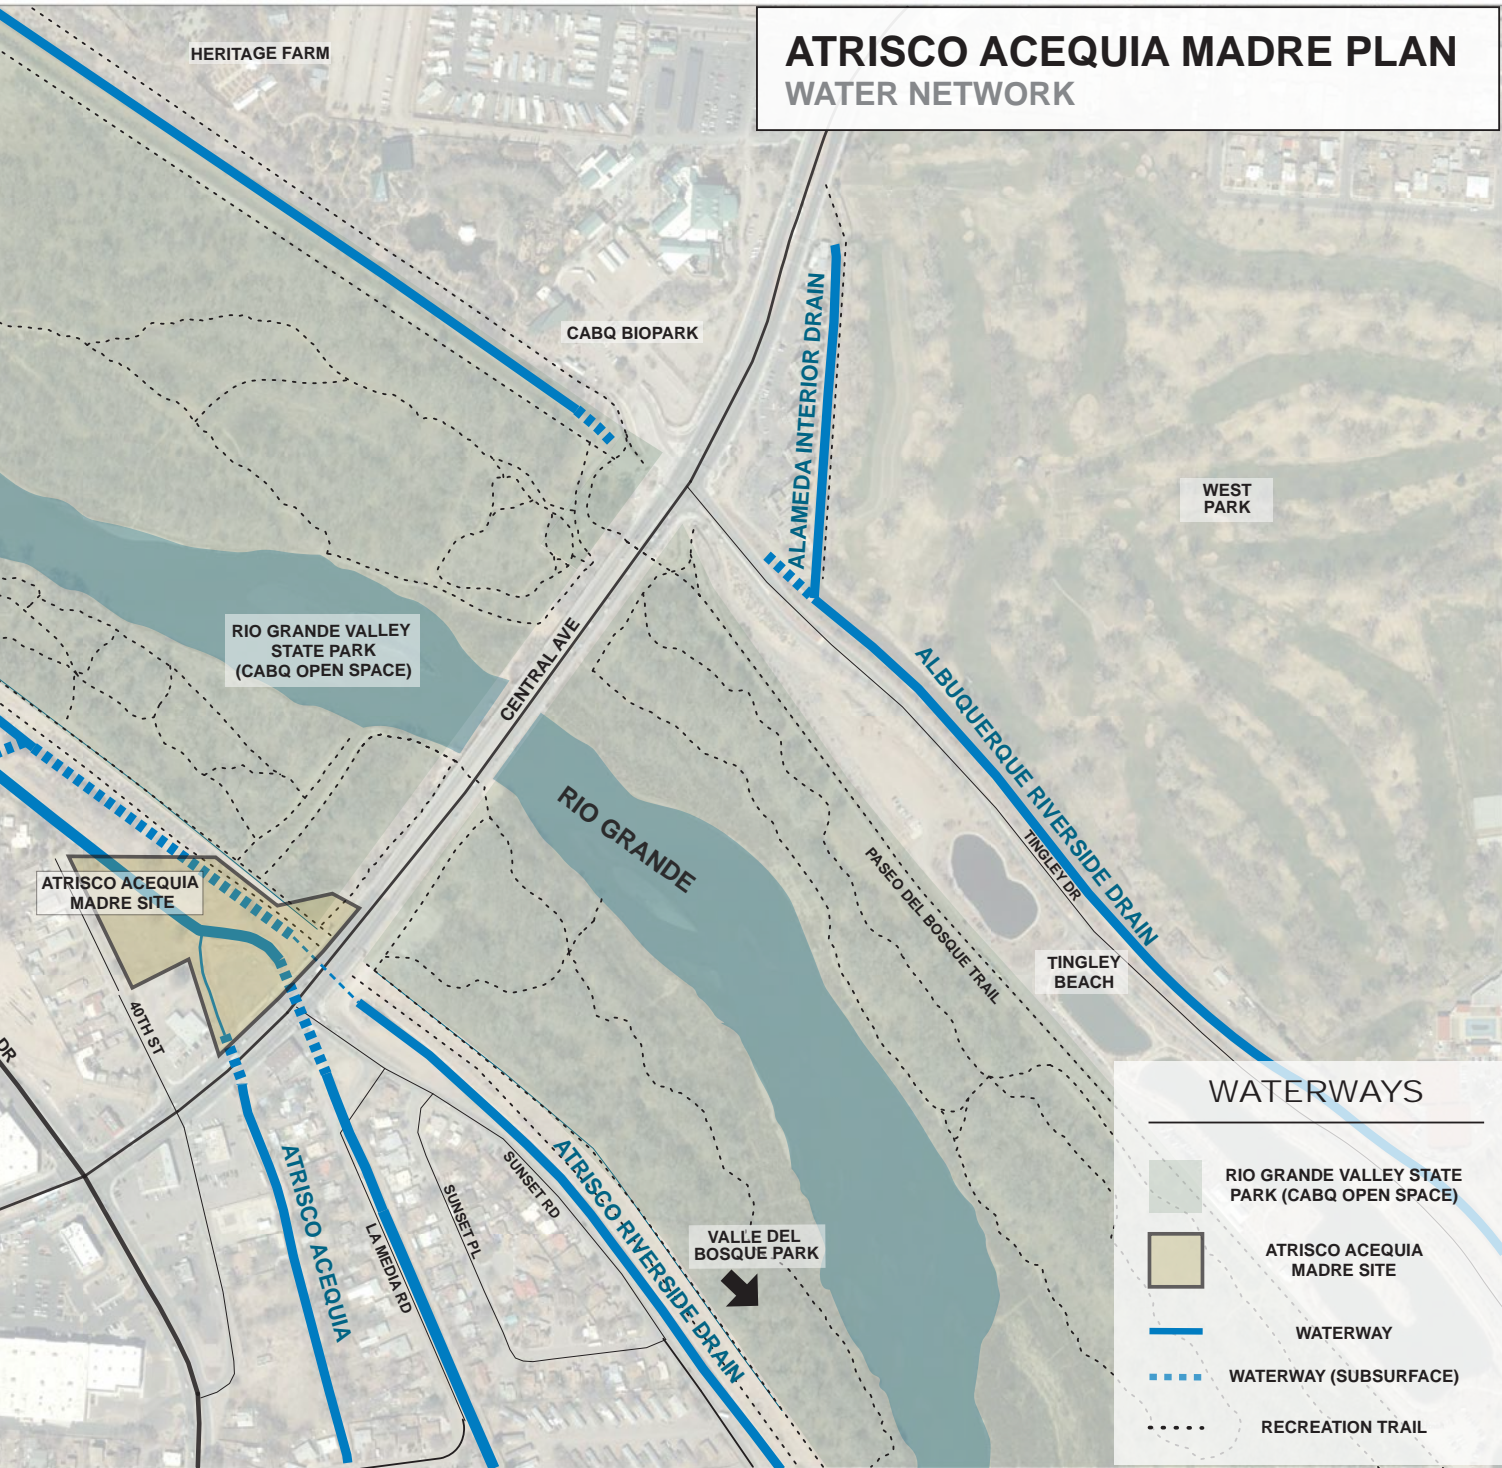 ATRISCO ACEQUIA MADRE PLAN
WATER NETWORK
HERITAGE FARM
CABQ BIOPARK
ALAMEDA INTERIOR DRAIN
WEST
PARK
RIO GRANDE VALLEY
STATE PARK
(CABQ OPEN SPACE)
CENTRAL AVE
ALBUQUERQUE RIVERSIDE DRAIN
RIO GRANDE
TINGLEY DR
PASEO DEL BOSQUE TRAIL
ATRISCO ACEQUIA
MADRE SITE
TINGLEY
BEACH
40TH ST
DR
ATRISCO ACEQUIA
LA MEDIA RD
SUNSET PL
SUNSET RD
ATRISCO RIVERSIDE DRAIN
VALLE DEL
BOSQUE PARK
WATERWAYS
RIO GRANDE VALLEY STATE
PARK (CABQ OPEN SPACE)
ATRISCO ACEQUIA
MADRE SITE
WATERWAY
WATERWAY (SUBSURFACE)
RECREATION TRAIL